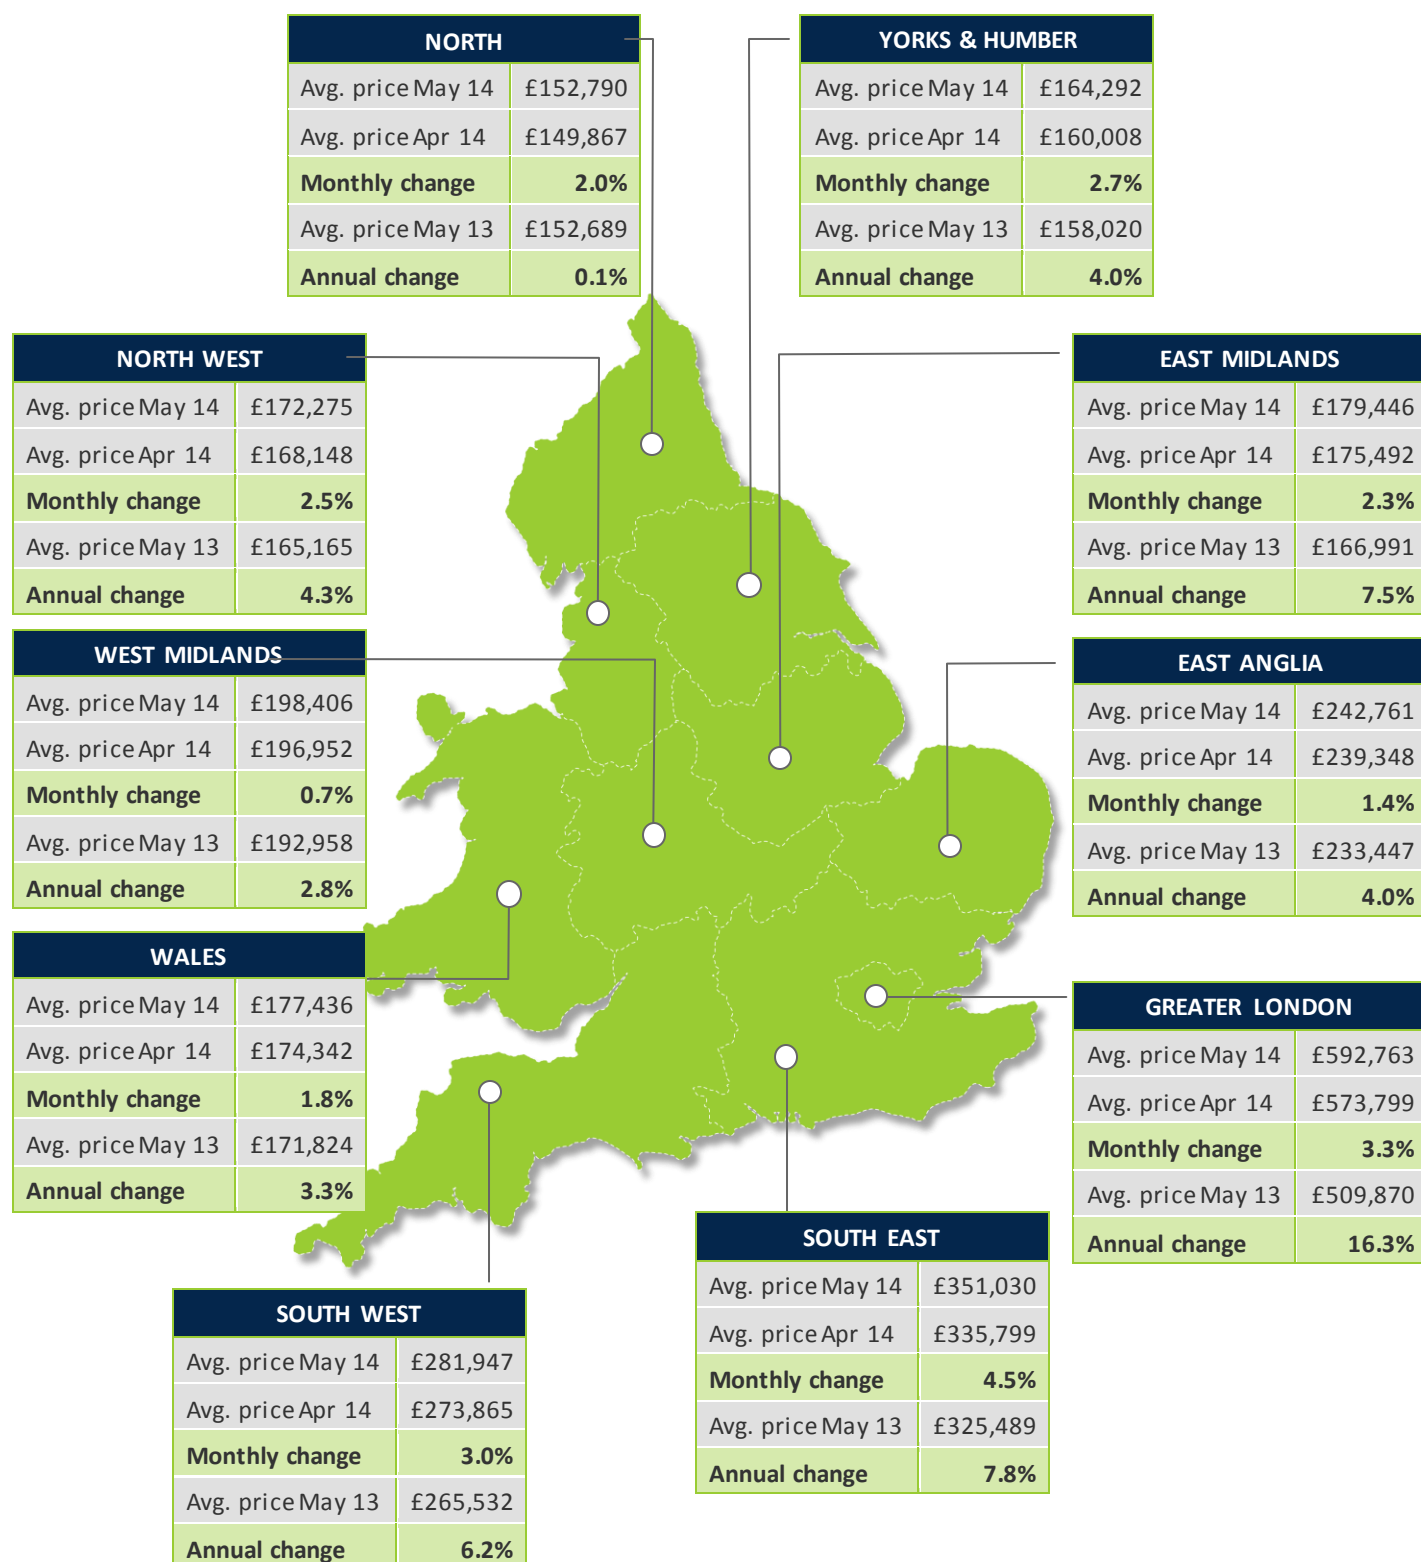 NORTH
Avg. price May 14 £152,790
Avg. price Apr 14 £149,867
Monthly change 2.0%
Avg. price May 13 £152,689
Annual change 0.1%
YORKS & HUMBER
Avg. price May 14 £164,292
Avg. price Apr 14 £160,008
Monthly change 2.7%
Avg. price May 13 £158,020
Annual change 4.0%
NORTH WEST
Avg. price May 14 £172,275
Avg. price Apr 14 £168,148
Monthly change 2.5%
Avg. price May 13 £165,165
Annual change 4.3%
EAST MIDLANDS
Avg. price May 14 £179,446
Avg. price Apr 14 £175,492
Monthly change 2.3%
Avg. price May 13 £166,991
Annual change 7.5%
WEST MIDLANDS
Avg. price May 14 £198,406
Avg. price Apr 14 £196,952
Monthly change 0.7%
Avg. price May 13 £192,958
Annual change 2.8%
EAST ANGLIA
Avg. price May 14 £242,761
Avg. price Apr 14 £239,348
Monthly change 1.4%
Avg. price May 13 £233,447
Annual change 4.0%
WALES
Avg. price May 14 £177,436
Avg. price Apr 14 £174,342
Monthly change 1.8%
Avg. price May 13 £171,824
Annual change 3.3%
GREATER LONDON
Avg. price May 14 £592,763
Avg. price Apr 14 £573,799
Monthly change 3.3%
Avg. price May 13 £509,870
Annual change 16.3%
SOUTH EAST
Avg. price May 14 £351,030
Avg. price Apr 14 £335,799
Monthly change 4.5%
Avg. price May 13 £325,489
Annual change 7.8%
SOUTH WEST
Avg. price May 14 £281,947
Avg. price Apr 14 £273,865
Monthly change 3.0%
Avg. price May 13 £265,532
Annual change 6.2%